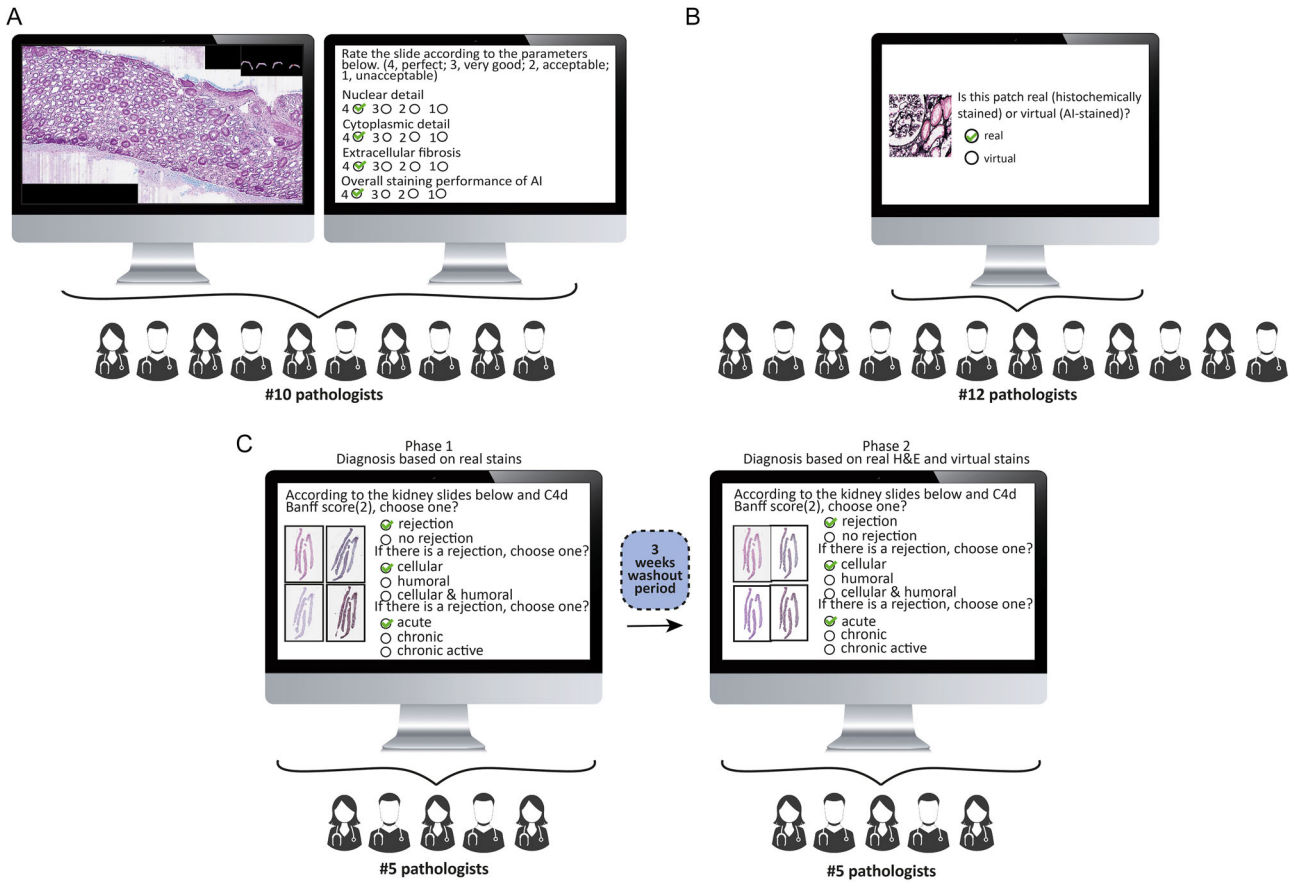 A
Rate the slide according to the parameters
below. (4, perfect; 3, very good; 2, acceptable;
1, unacceptable)
Nuclear detail
4 3 2 1
Cytoplasmic detail
4 3 2 1
Extracellular fibrosis
4 3 2 1
Overall staining performance of AI
4 3 2 1
#10 pathologists
B
Is this patch real (histochemically
stained) or virtual (AI-stained)?
real
virtual
#12 pathologists
C
Phase 1
Diagnosis based on real stains
According to the kidney slides below and C4d
Banff score(2), choose one?
rejection
no rejection
If there is a rejection, choose one?
cellular
humoral
cellular & humoral
If there is a rejection, choose one?
acute
chronic
chronic active
#5 pathologists
3
weeks
washout
period
Phase 2
Diagnosis based on real H&E and virtual stains
According to the kidney slides below and C4d
Banff score(2), choose one?
rejection
no rejection
If there is a rejection, choose one?
cellular
humoral
cellular & humoral
If there is a rejection, choose one?
acute
chronic
chronic active
#5 pathologists